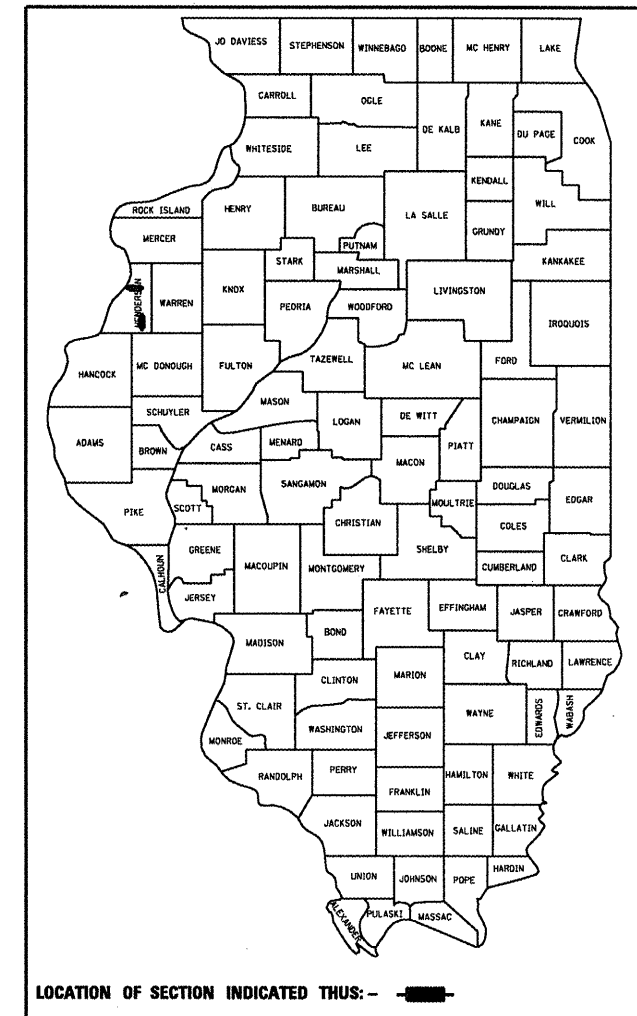 JO DAVIESS STEPHENSON WINNEBAGO BOONE MC HENRY LAKE
CARROLL OGLE DE KALB KANE DU PAGE COOK
WHITESIDE LEE KENDALL WILL
ROCK ISLAND HENRY BUREAU LA SALLE GRUNDY
MERCER PUTNAM KANKAKEE
STARK MARSHALL
HENDERSON WARREN KNOX PEORIA WOODFORD LIVINGSTON IROQUOIS
HANCOCK MC DONOUGH FULTON TAZEWELL MC LEAN FORD
SCHUYLER MASON LOGAN DE WITT CHAMPAIGN VERMILION
ADAMS BROWN CASS MENARD MACON PIATT
PIKE SCOTT MORGAN SANGAMON MOULTRIE DOUGLAS EDGAR
CHRISTIAN COLES
CALHOUN GREENE MACOUPIN MONTGOMERY SHELBY CUMBERLAND CLARK
JERSEY FAYETTE EFFINGHAM JASPER CRAWFORD
MADISON BOND
CLAY RICHLAND LAWRENCE
CLINTON MARION
ST. CLAIR WAYNE EDWARDS WABASH
MONROE WASHINGTON JEFFERSON
RANDOLPH PERRY HAMILTON WHITE
FRANKLIN
JACKSON WILLIAMSON SALINE GALLATIN
UNION JOHNSON POPE HARDIN
ALEXANDER PULASKI MASSAC
LOCATION OF SECTION INDICATED THUS: -